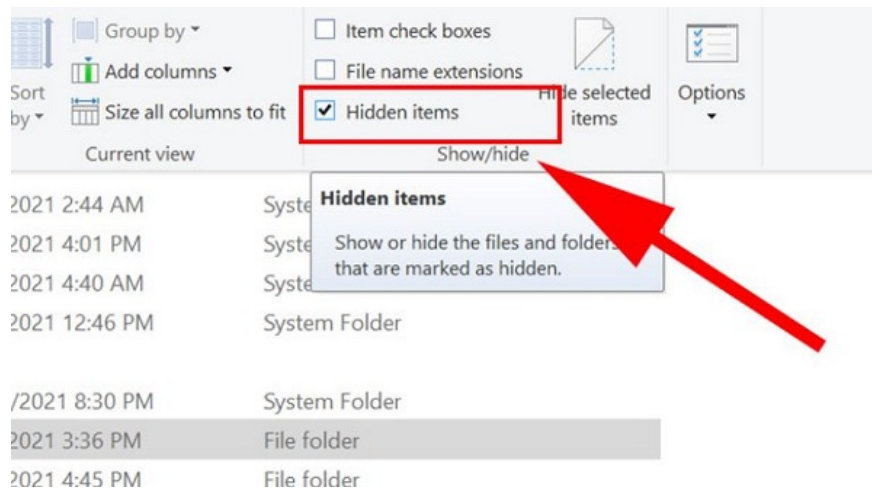 Group by
Item check boxes
Add columns
File name extensions
Sort by
Size all columns to fit
Hidden items
Hide selected items
Options
Current view
Show/hide
2021 2:44 AM Syste
Hidden items
2021 4:01 PM Syste
Show or hide the files and folders
that are marked as hidden.
2021 4:40 AM Syste
2021 12:46 PM System Folder
/2021 8:30 PM System Folder
2021 3:36 PM File folder
2021 4:45 PM File folder